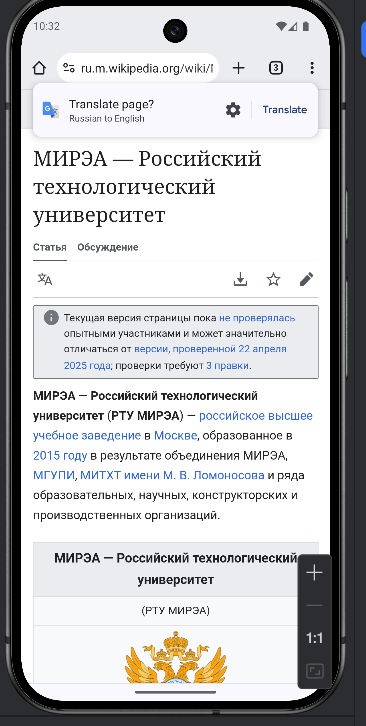 10:32
ru.m.wikipedia.org/wiki/
3
Translate page?
Russian to English
Translate
МИРЭА — Российский
технологический
университет
Статья Обсуждение
Текущая версия страницы пока не проверялась
опытными участниками и может значительно
отличаться от версии, проверенной 22 апреля
2025 года; проверки требуют 3 правки.
МИРЭА — Российский технологический
университет (РТУ МИРЭА) — российское высшее
учебное заведение в Москве, образованное в
2015 году в результате объединения МИРЭА,
МГУПИ, МИТХТ имени М. В. Ломоносова и ряда
образовательных, научных, конструкторских и
производственных организаций.
МИРЭА — Российский технологический
университет
(РТУ МИРЭА)
1:1